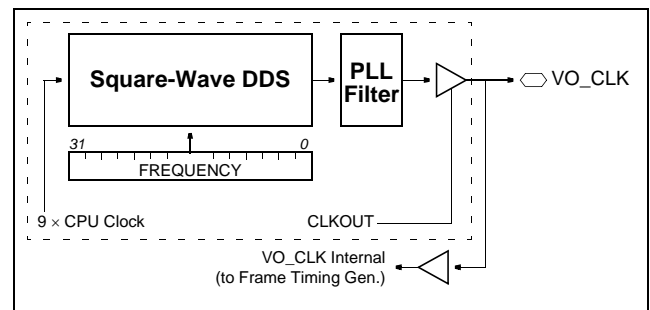 Square-Wave DDS
PLL
Filter
VO_CLK
31 0
FREQUENCY
9 × CPU Clock
CLKOUT
VO_CLK Internal
(to Frame Timing Gen.)